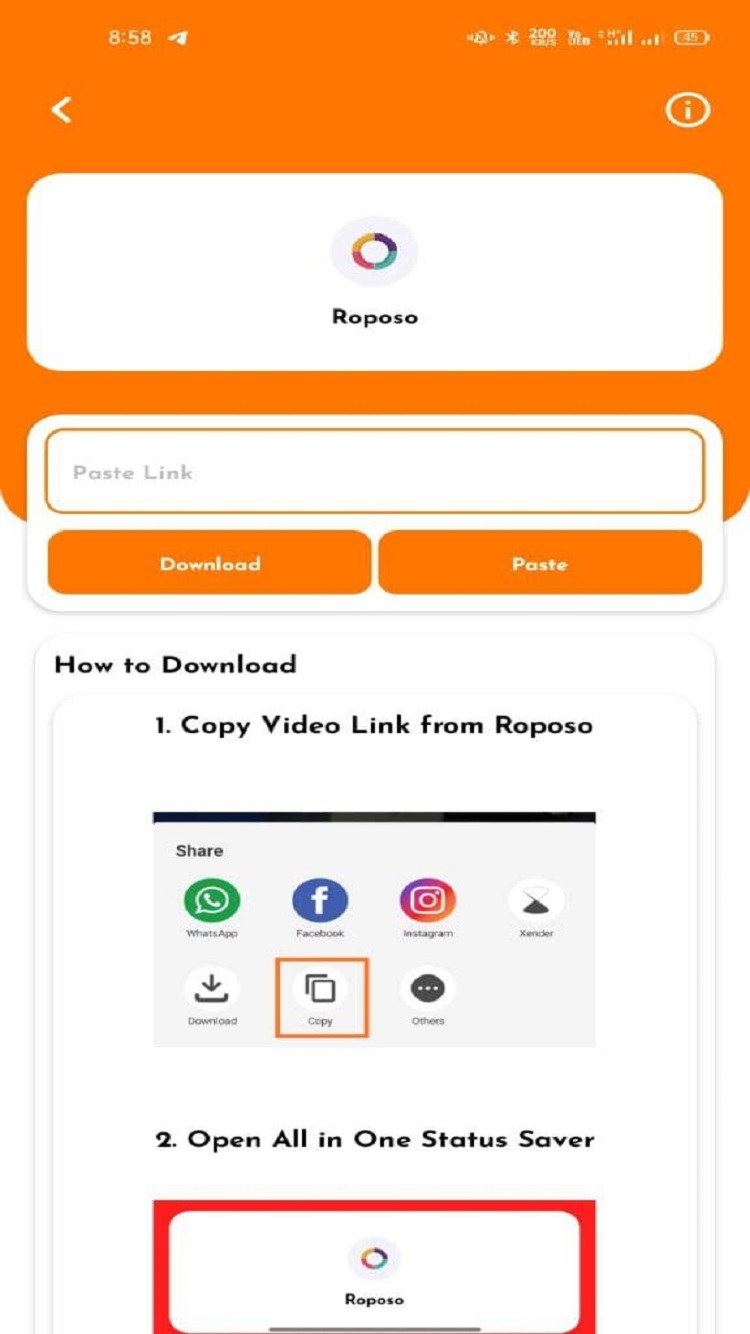 8:58
200
KB/S
45
Roposo
Paste Link
Download
Paste
How to Download
1. Copy Video Link from Roposo
Share
WhatsApp
Facebook
Instagram
Xender
Download
Copy
Others
2. Open All in One Status Saver
Roposo